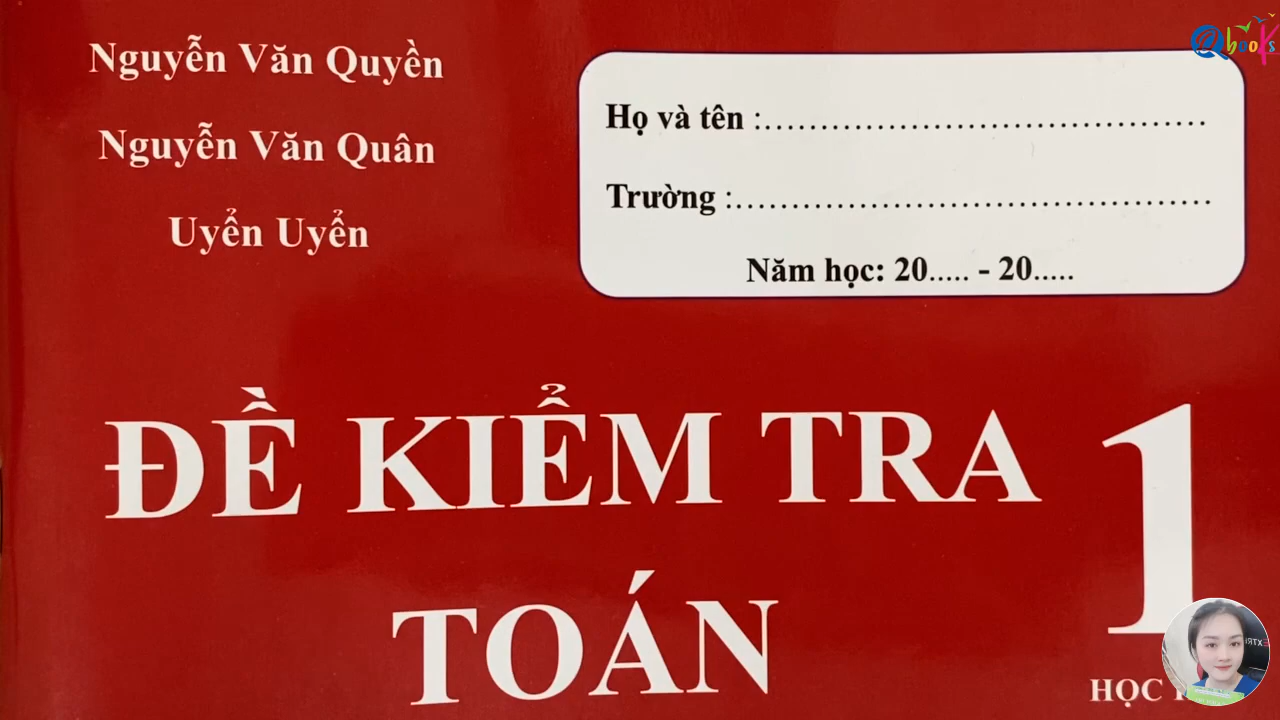 Nguyễn Văn Quyền
Nguyễn Văn Quân
Uyển Uyển
Qbooks
Họ và tên :.......................................
Trường :..........................................
Năm học: 20..... - 20.....
ĐỀ KIỂM TRA
TOÁN
1
HỌC